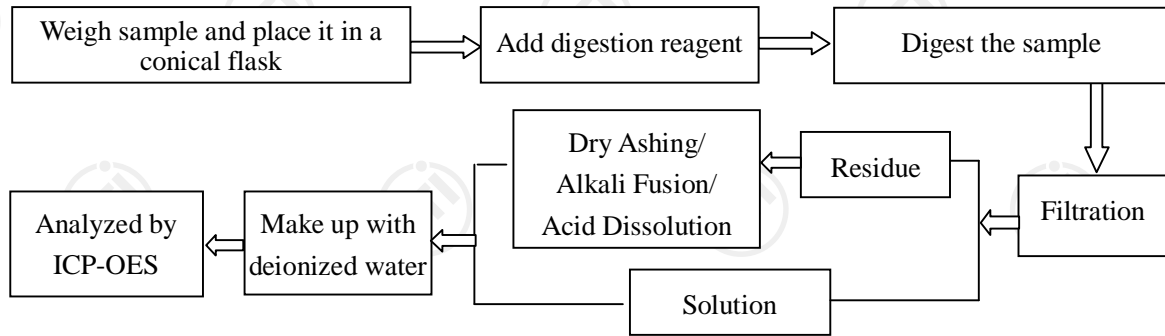 Weigh sample and place it in a
conical flask
Add digestion reagent
Digest the sample
Filtration
Residue
Dry Ashing/
Alkali Fusion/
Acid Dissolution
Solution
Make up with
deionized water
Analyzed by
ICP-OES